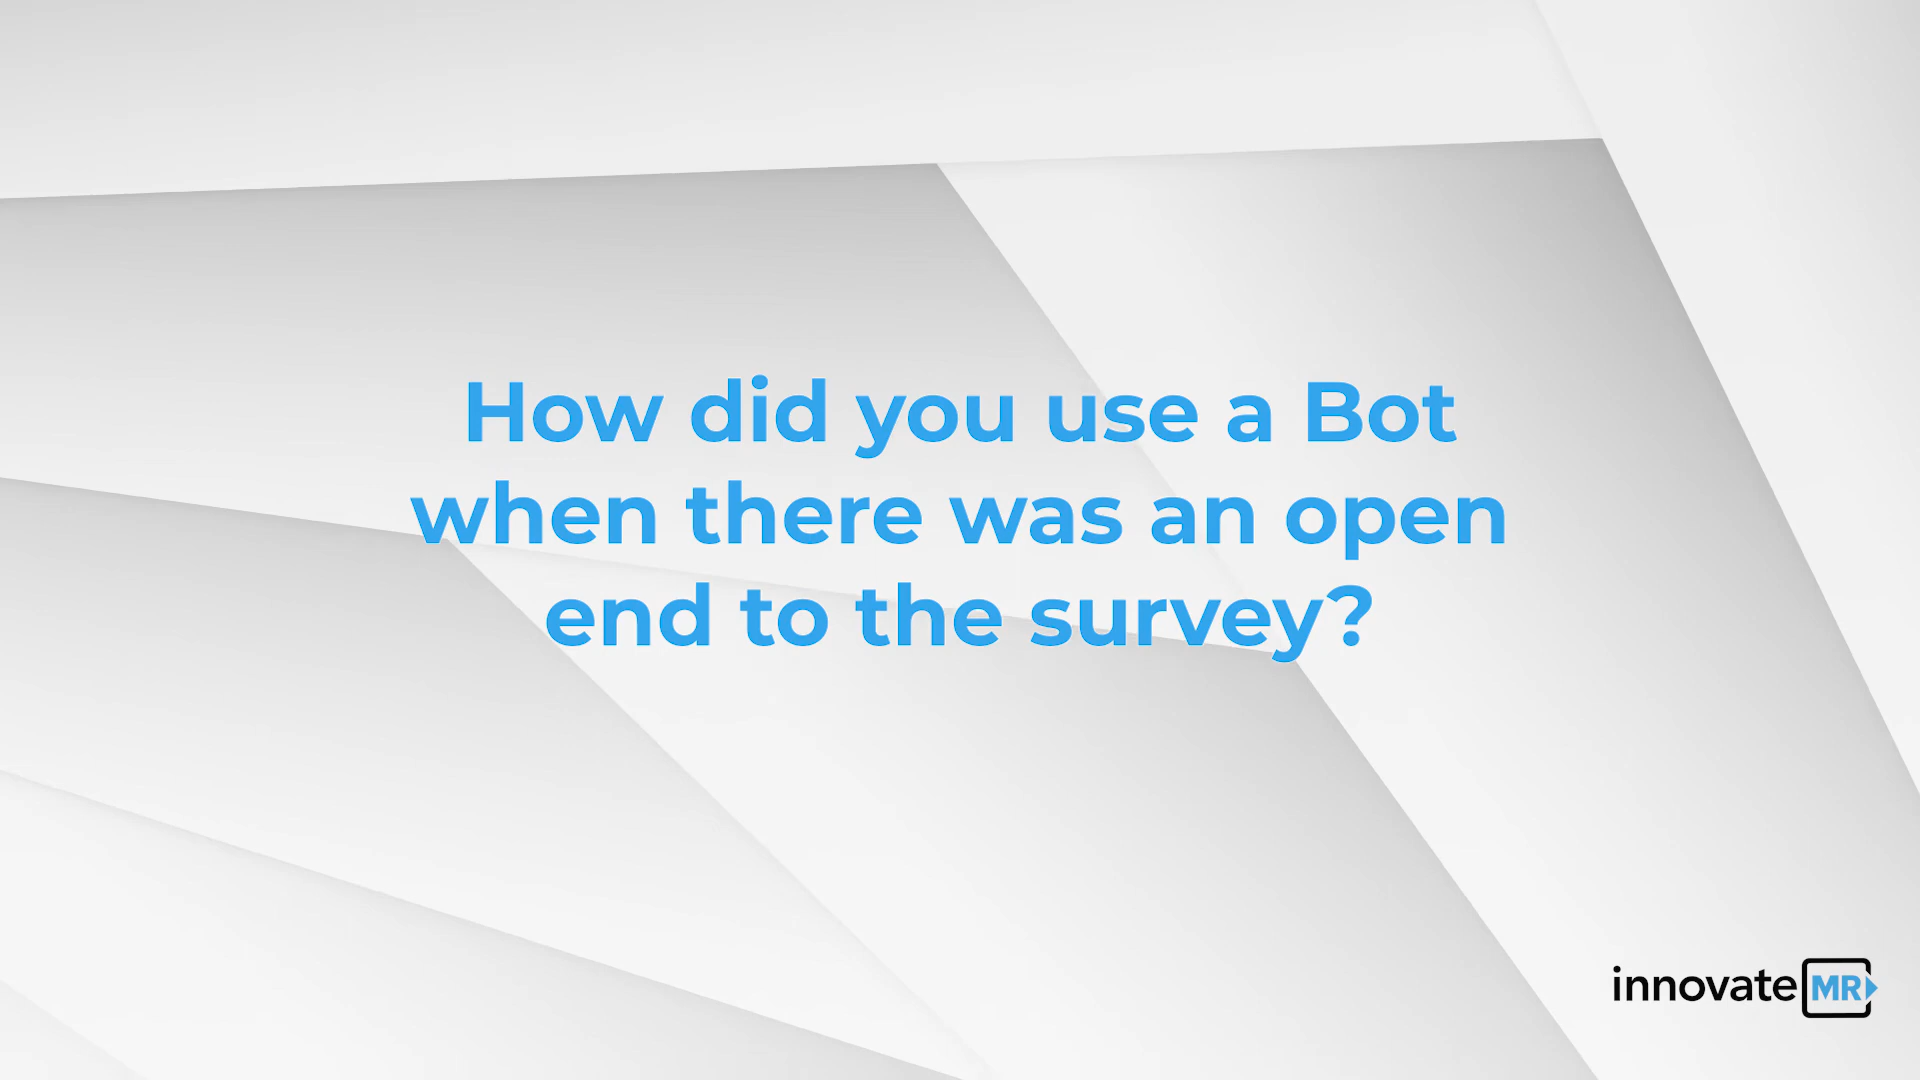 How did you use a Bot
when there was an open
end to the survey?
innovateMR